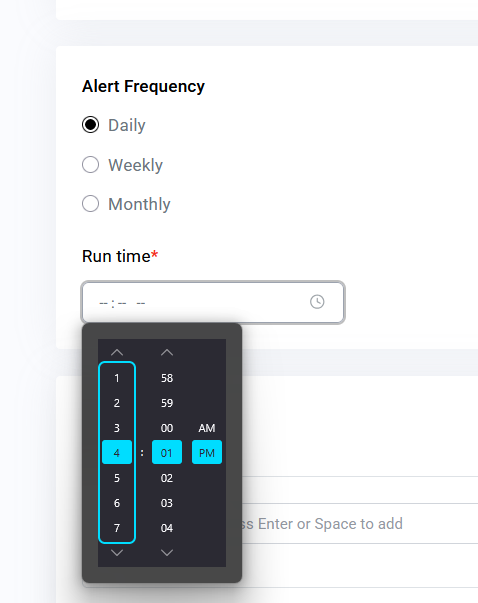 Alert Frequency
Daily
Weekly
Monthly
Run time*
-- : -- --
1 58
2 59
3 00 AM
4 : 01 PM
5 02
6 03
7 04
Enter or Space to add